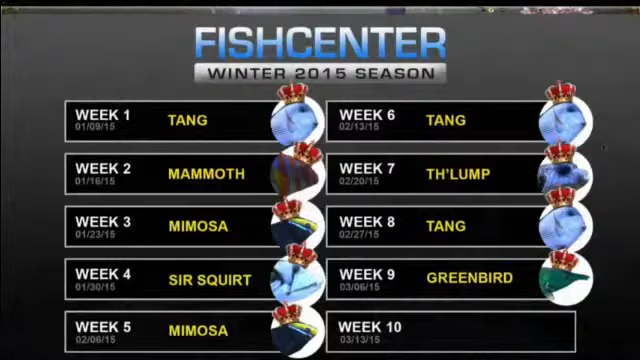 FISHCENTER
WINTER 2015 SEASON
WEEK 1 TANG
01/09/15
WEEK 2 MAMMOTH
01/16/15
WEEK 3 MIMOSA
01/23/15
WEEK 4 SIR SQUIRT
01/30/15
WEEK 5 MIMOSA
02/06/15
WEEK 6 TANG
02/13/15
WEEK 7 TH'LUMP
02/20/15
WEEK 8 TANG
02/27/15
WEEK 9 GREENBIRD
03/06/15
WEEK 10
03/13/15